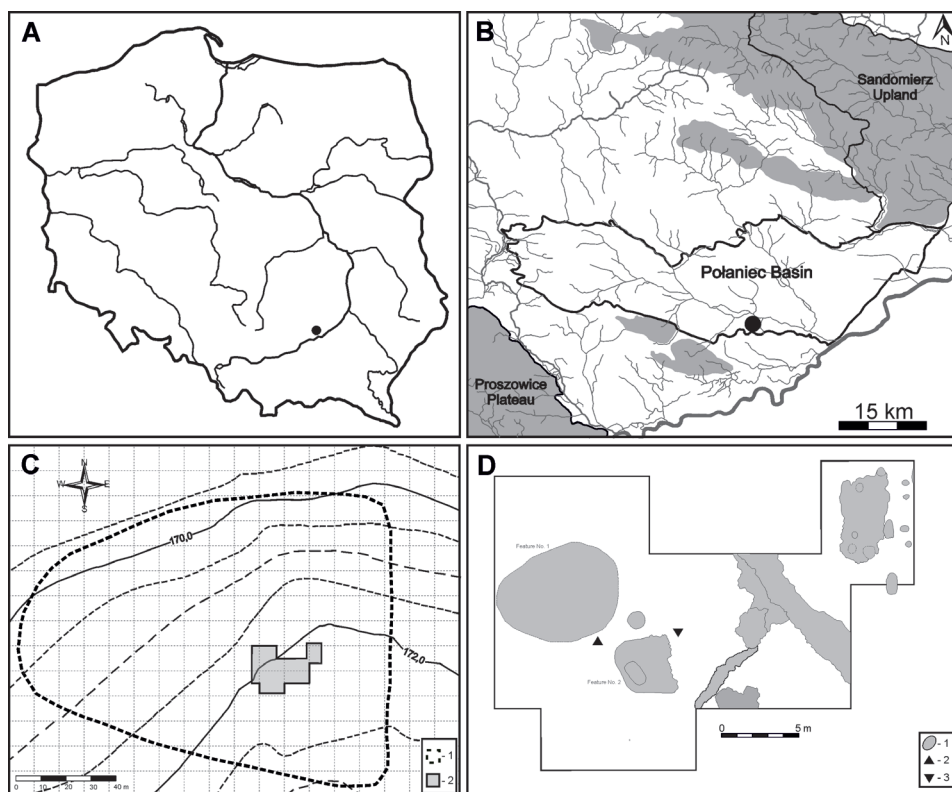 A
B
N
Sandomierz
Upland
Połaniec Basin
Proszowice
Plateau
15 km
C
N
W E
S
170,0
172,0
0 10 20 30 40 m
- 1
- 2
D
Feature No. 1
Feature No. 2
0 5 m
- 1
- 2
- 3